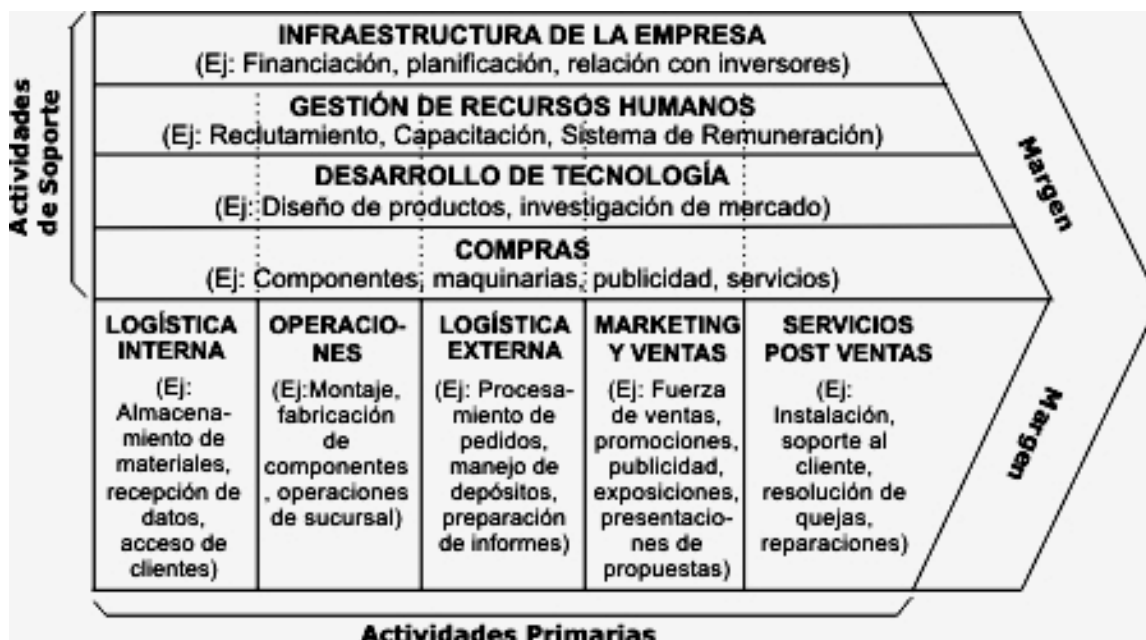 Actividades
de Soporte
INFRAESTRUCTURA DE LA EMPRESA
(Ej: Financiación, planificación, relación con inversores)
GESTIÓN DE RECURSOS HUMANOS
(Ej: Reclutamiento, Capacitación, Sistema de Remuneración)
DESARROLLO DE TECNOLOGÍA
(Ej: Diseño de productos, investigación de mercado)
COMPRAS
(Ej: Componentes, maquinarias, publicidad, servicios)
Margen
LOGÍSTICA
INTERNA
(Ej:
Almacena-
miento de
materiales,
recepción de
datos,
acceso de
clientes)
OPERACIO-
NES
(Ej:Montaje,
fabricación
de
componentes
, operaciones
de sucursal)
LOGÍSTICA
EXTERNA
(Ej: Procesa-
miento de
pedidos,
manejo de
depósitos,
preparación
de informes)
MARKETING
Y VENTAS
(Ej: Fuerza
de ventas,
promociones,
publicidad,
exposiciones,
presentacio-
nes de
propuestas)
SERVICIOS
POST VENTAS
(Ej:
Instalación,
soporte al
cliente,
resolución de
quejas,
reparaciones)
Margen
Actividades Primarias